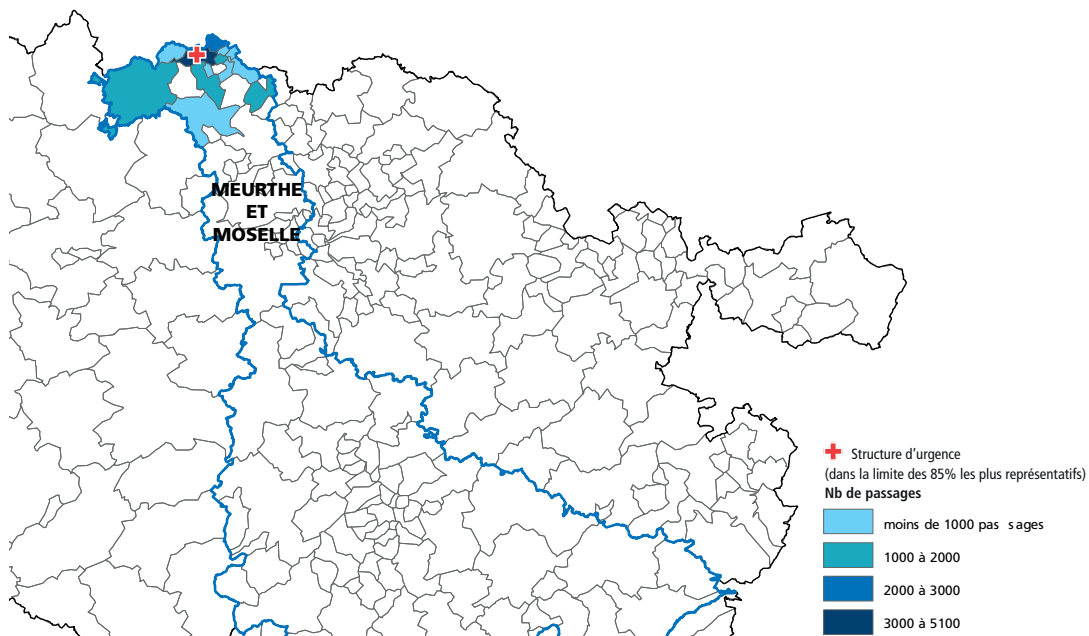 MEURTHE
ET
MOSELLE
Structure d'urgence
(dans la limite des 85% les plus représentatifs)
Nb de passages
moins de 1000 pas sages
1000 à 2000
2000 à 3000
3000 à 5100